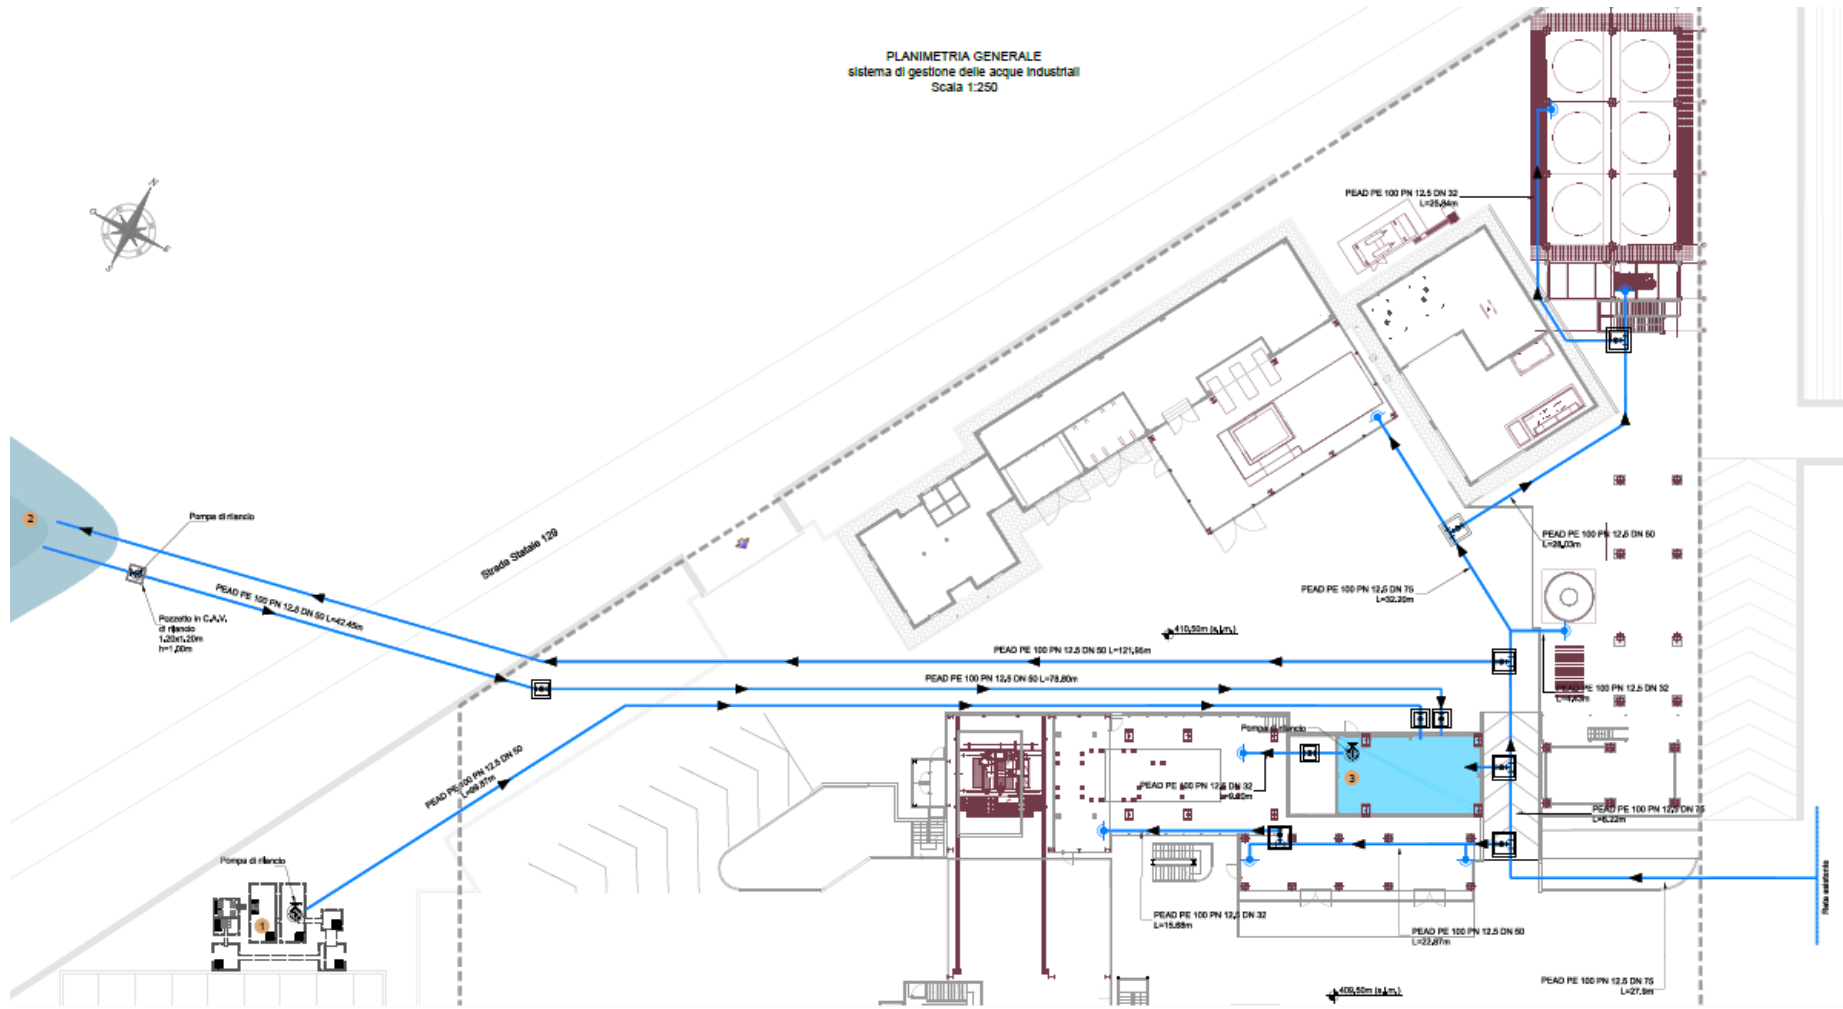 PLANIMETRIA GENERALE
sistema di gestione delle acque industriali
Scala 1:250
N
O
E
S
PEAD PE 100 PN 12.5 DN 32
L=25,84m
2
Pompa di rilancio
Strada Statale 129
PEAD PE 100 PN 12.5 DN 50 L=42.45m
Pozzetto in C.A.V.
di rilancio
1.20x1.20m
h=1,00m
PEAD PE 100 PN 12.5 DN 50
L=28,03m
PEAD PE 100 PN 12.5 DN 75
L=32.20m
410,50m (s.l.m.)
PEAD PE 100 PN 12.5 DN 50 L=121,95m
PEAD PE 100 PN 12.5 DN 50 L=78,80m
PEAD PE 100 PN 12.5 DN 32
Pompa di rilancio
3
PEAD PE 100 PN 12.5 DN 50
PEAD PE 100 PN 12.5 DN 32
PEAD PE 100 PN 12.5 DN 75
L=6.22m
Pompa di rilancio
1
Rete esistente
PEAD PE 100 PN 12.5 DN 32
L=15,68m
PEAD PE 100 PN 12.5 DN 50
L=22,87m
PEAD PE 100 PN 12.5 DN 75
L=27.9m
409,50m (s.l.m.)